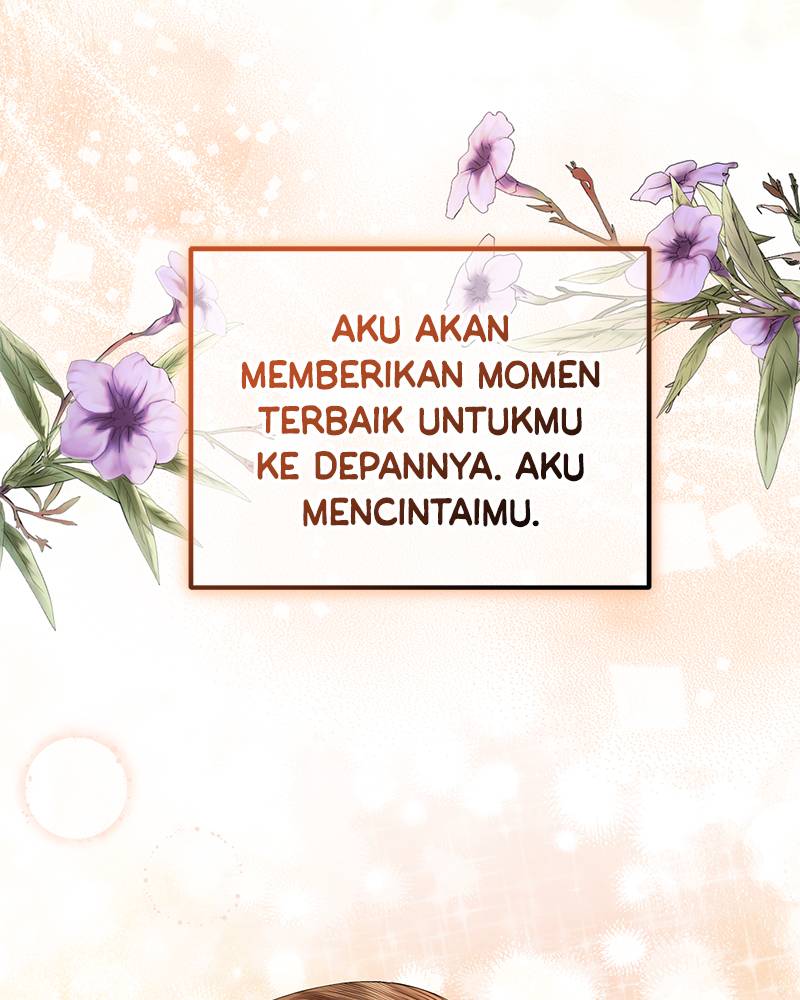 AKU AKAN
MEMBERIKAN MOMEN
TERBAIK UNTUKMU
KE DEPANNYA. AKU
MENCINTAIMU.